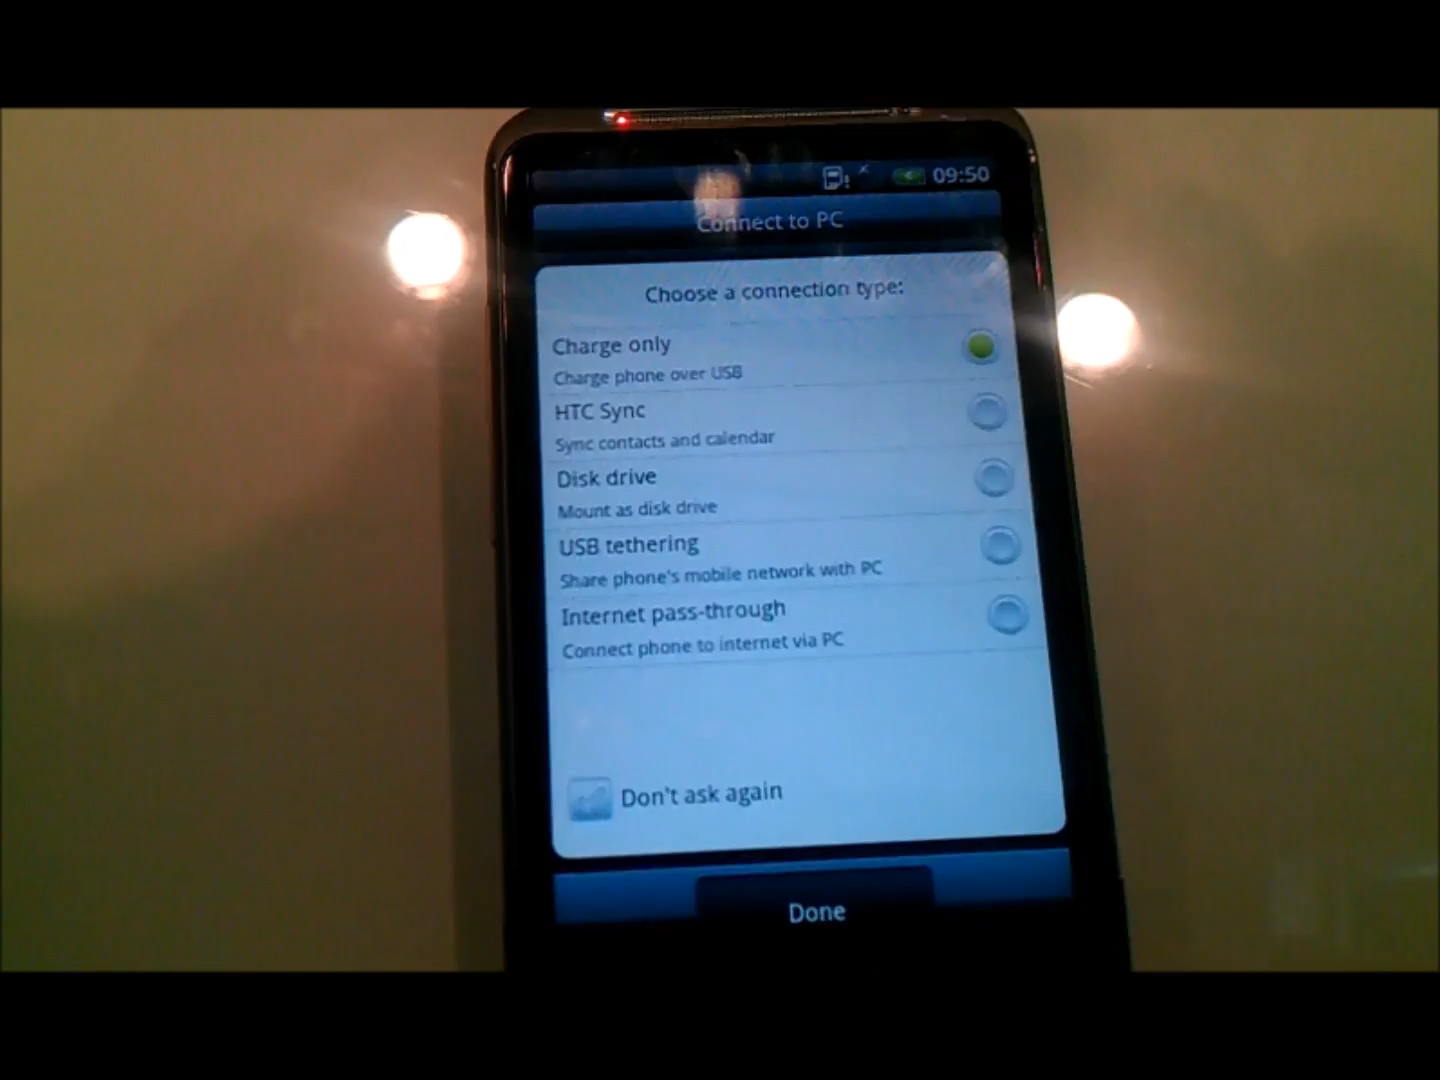 09:50
Connect to PC
Choose a connection type:
Charge only
Charge phone over USB
HTC Sync
Sync contacts and calendar
Disk drive
Mount as disk drive
USB tethering
Share phone's mobile network with PC
Internet pass-through
Connect phone to internet via PC
Don't ask again
Done